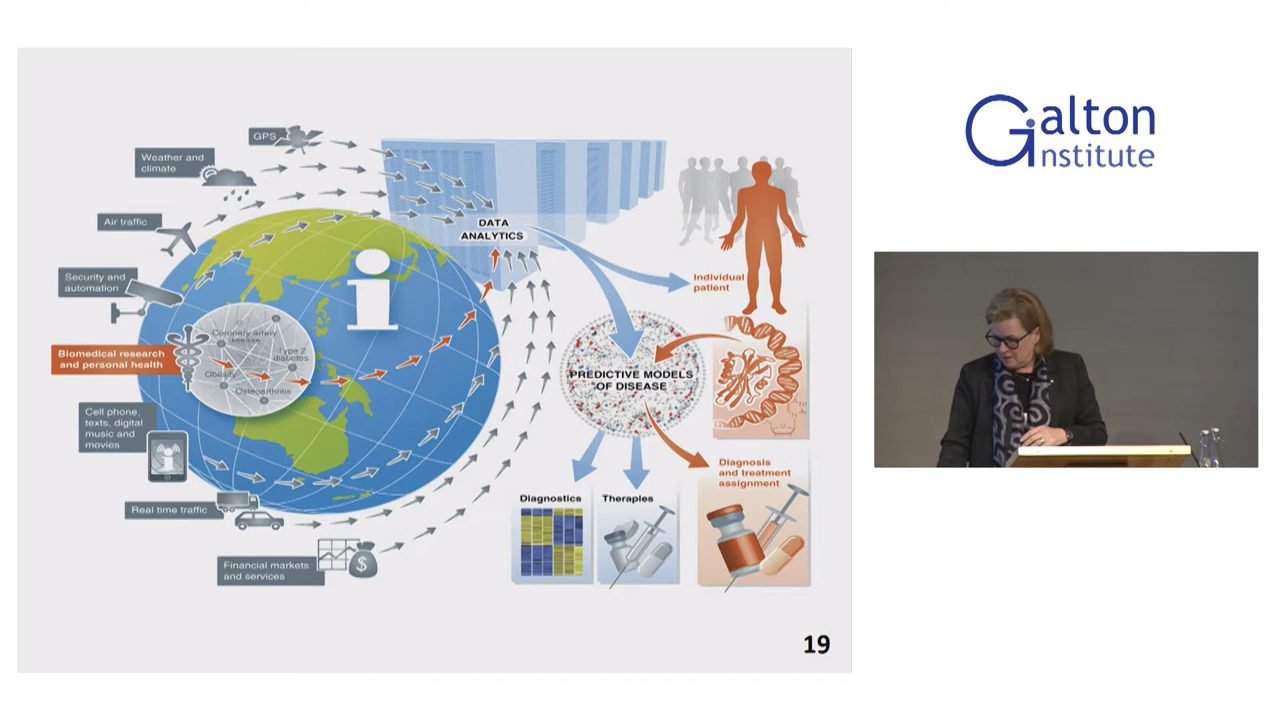 GPS
Weather and
climate
Air traffic
Security and
automation
Biomedical research
and personal health
Cell phone,
texts, digital
music and
movies
Real time traffic
Financial markets
and services
Coronary artery
disease
Type 2
diabetes
Obesity
Osteoarthritis
i
DATA
ANALYTICS
Individual
patient
PREDICTIVE MODELS
OF DISEASE
Diagnosis
and treatment
assignment
Diagnostics
Therapies
$
19
Galton
institute